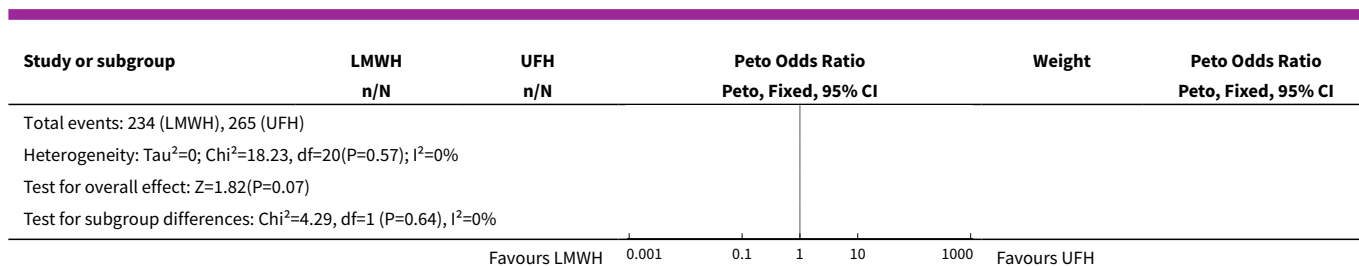 Study or subgroup LMWH UFH Peto Odds Ratio Weight Peto Odds Ratio
n/N n/N Peto, Fixed, 95% CI Peto, Fixed, 95% CI
Total events: 234 (LMWH), 265 (UFH)
Heterogeneity: Tau²=0; Chi²=18.23, df=20(P=0.57); I²=0%
Test for overall effect: Z=1.82(P=0.07)
Test for subgroup differences: Chi²=4.29, df=1 (P=0.64), I²=0%
Favours LMWH 0.001 0.1 1 10 1000 Favours UFH